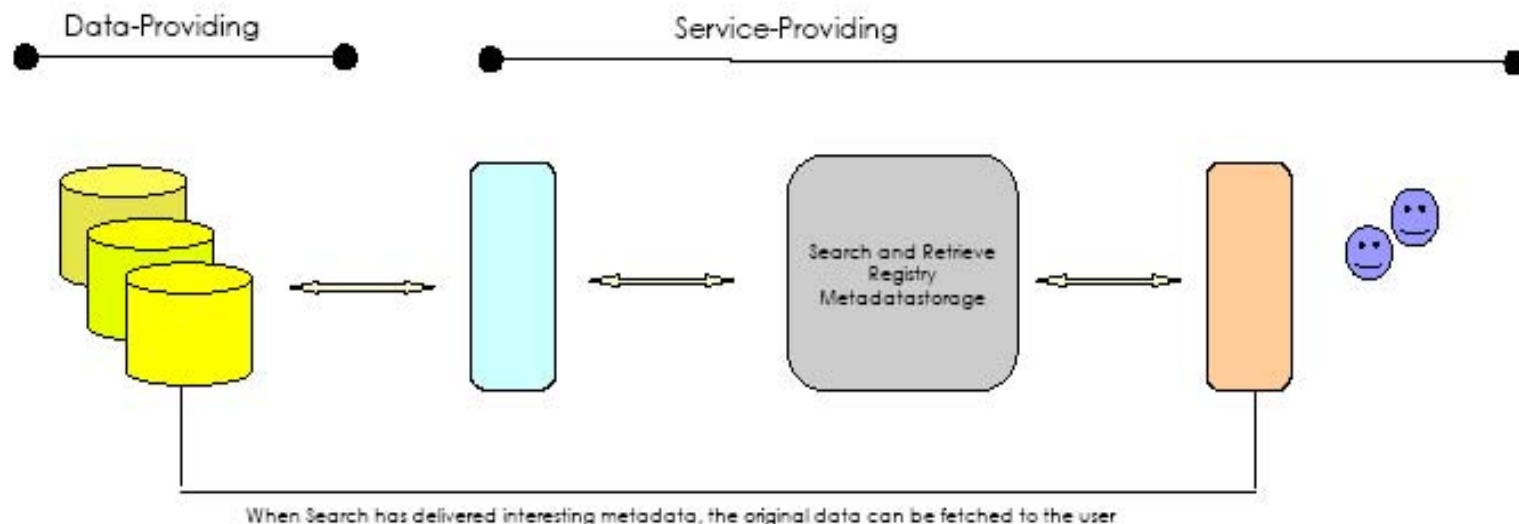 Data-Providing
Service-Providing
Search and Retrieve
Registry
Metadatastorage
When Search has delivered interesting metadata, the original data can be fetched to the user